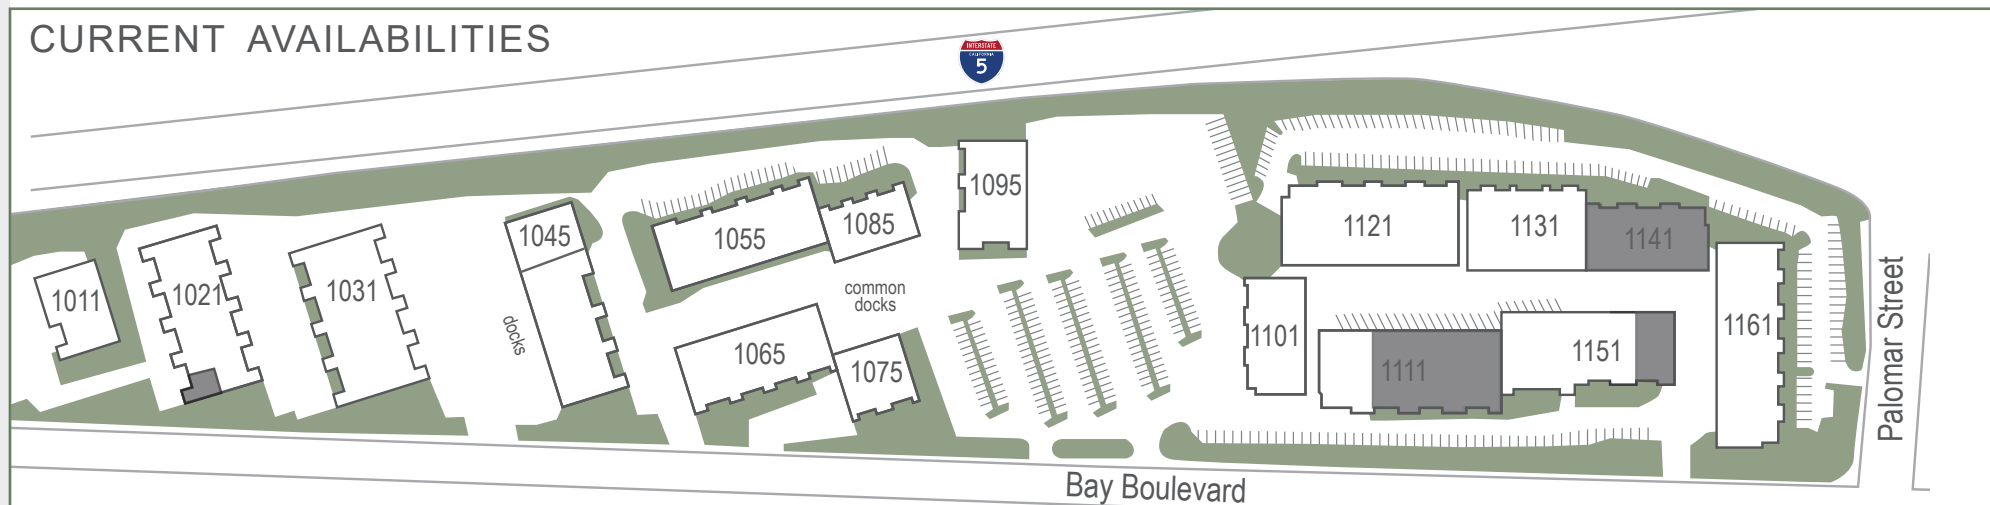 CURRENT AVAILABILITIES
INTERSTATE
CALIFORNIA
5
1011
1021
1031
1045
docks
1055
1085
1065
1075
common
docks
1095
1101
1121
1131
1141
1111
1151
1161
Palomar Street
Bay Boulevard